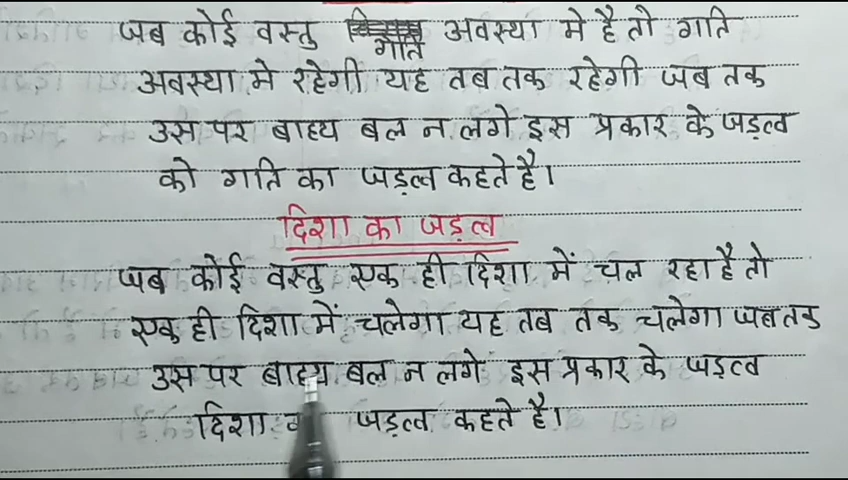 जब कोई वस्तु गति अवस्था मे है तो गति
अवस्था मे रहेगी यह तब तक रहेगी जब तक
उस पर बाह्य बल न लगे इस प्रकार के जड़त्व
को गति का जड़त्व कहते है।
दिशा का जड़त्व
जब कोई वस्तु एक ही दिशा में चल रहा है तो
एक ही दिशा में चलेगा यह तब तक चलेगा जब तक
उस पर बाह्य बल न लगे इस प्रकार के जड़त्व
दिशा जड़त्व कहते है।